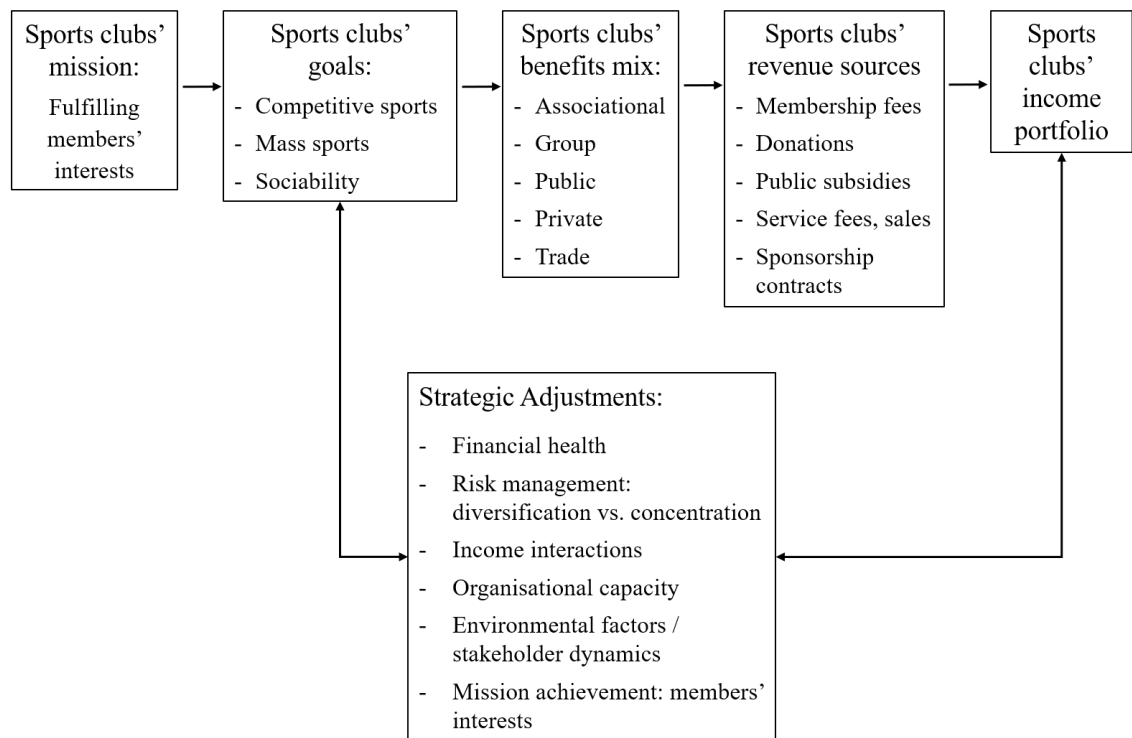 Sports clubs’
mission:
Fulfilling
members’
interests
Sports clubs’
goals:
- Competitive sports
- Mass sports
- Sociability
Sports clubs’
benefits mix:
- Associational
- Group
- Public
- Private
- Trade
Sports clubs’
revenue sources
- Membership fees
- Donations
- Public subsidies
- Service fees, sales
- Sponsorship
contracts
Sports
clubs’
income
portfolio
Strategic Adjustments:
- Financial health
- Risk management:
diversification vs. concentration
- Income interactions
- Organisational capacity
- Environmental factors /
stakeholder dynamics
- Mission achievement: members’
interests